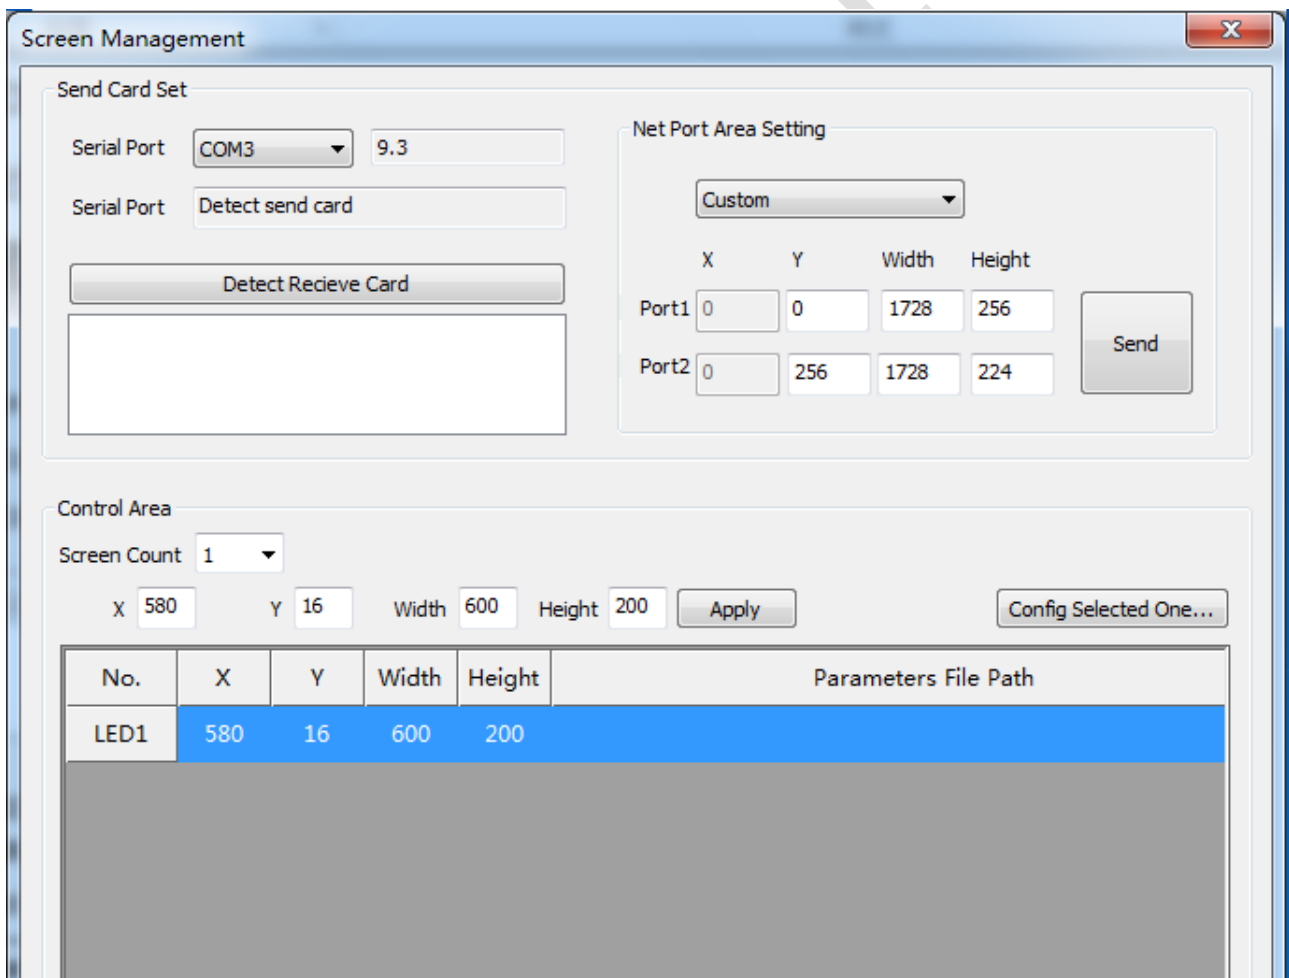 Screen Management
Send Card Set
Serial Port COM3 9.3
Serial Port Detect send card
Detect Recieve Card
Net Port Area Setting
Custom
X Y Width Height
Port1 0 0 1728 256
Port2 0 256 1728 224
Send
Control Area
Screen Count 1
X 580 Y 16 Width 600 Height 200 Apply Config Selected One...
No. X Y Width Height Parameters File Path
LED1 580 16 600 200